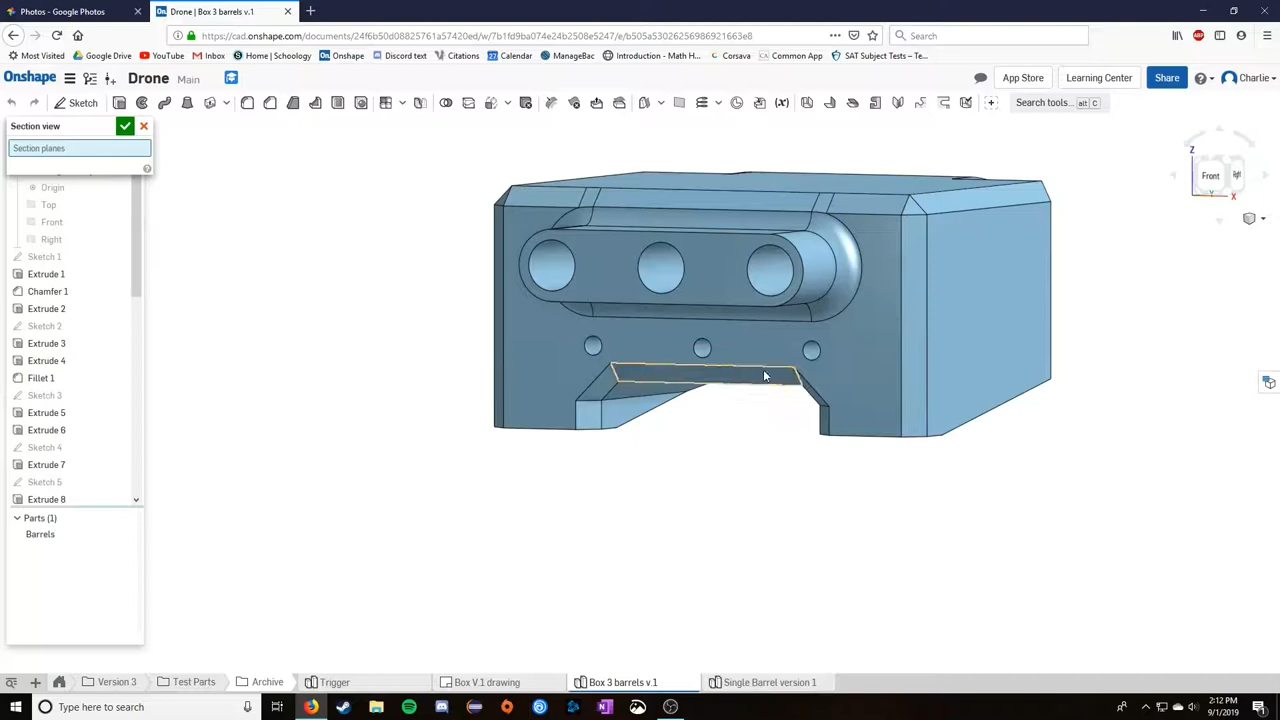 Photos - Google Photos
On. Drone | Box 3 barrels v.1
https://cad.onshape.com/documents/24f6b50d08825761a57420ed/w/7b1fd9ba074e24b2508e5247/e/b505a53026256986921663e8
Search
Most Visited Google Drive YouTube Inbox Home | Schoology Onshape Discord text Citations Calendar ManageBac Introduction - Math H... Corsava Common App SAT Subject Tests – Te...
Onshape Drone Main App Store Learning Center Share Charlie
Sketch Search tools... alt C
Section view
Section planes
Origin
Top
Front
Right
Sketch 1
Extrude 1
Chamfer 1
Extrude 2
Sketch 2
Extrude 3
Extrude 4
Fillet 1
Sketch 3
Extrude 5
Extrude 6
Sketch 4
Extrude 7
Sketch 5
Extrude 8
Parts (1)
Barrels
Z
Front
Right
X
Version 3 Test Parts Archive Trigger Box V.1 drawing Box 3 barrels v.1 Single Barrel version 1
Type here to search
2:12 PM
9/1/2019